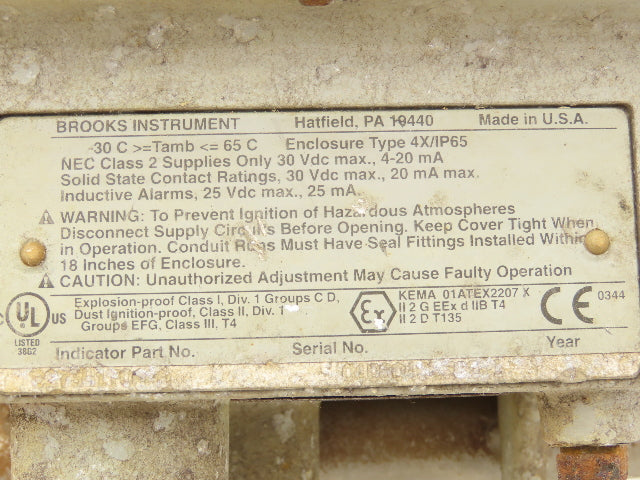 BROOKS INSTRUMENT Hatfield, PA 19440 Made in U.S.A.
-30 C >=Tamb <= 65 C Enclosure Type 4X/IP65
NEC Class 2 Supplies Only 30 Vdc max., 4-20 mA
Solid State Contact Ratings, 30 Vdc max., 20 mA max.
Inductive Alarms, 25 Vdc max., 25 mA.
WARNING: To Prevent Ignition of Hazardous Atmospheres
Disconnect Supply Circuits Before Opening. Keep Cover Tight When
in Operation. Conduit Runs Must Have Seal Fittings Installed Within
18 Inches of Enclosure.
CAUTION: Unauthorized Adjustment May Cause Faulty Operation
C UL US
LISTED
38G2
Explosion-proof Class I, Div. 1 Groups C D,
Dust Ignition-proof, Class II, Div. 1
Groups EFG, Class III, T4
Ex
KEMA 01ATEX2207 X
II 2 G EEx d IIB T4
II 2 D T135
CE 0344
Indicator Part No. Serial No. Year